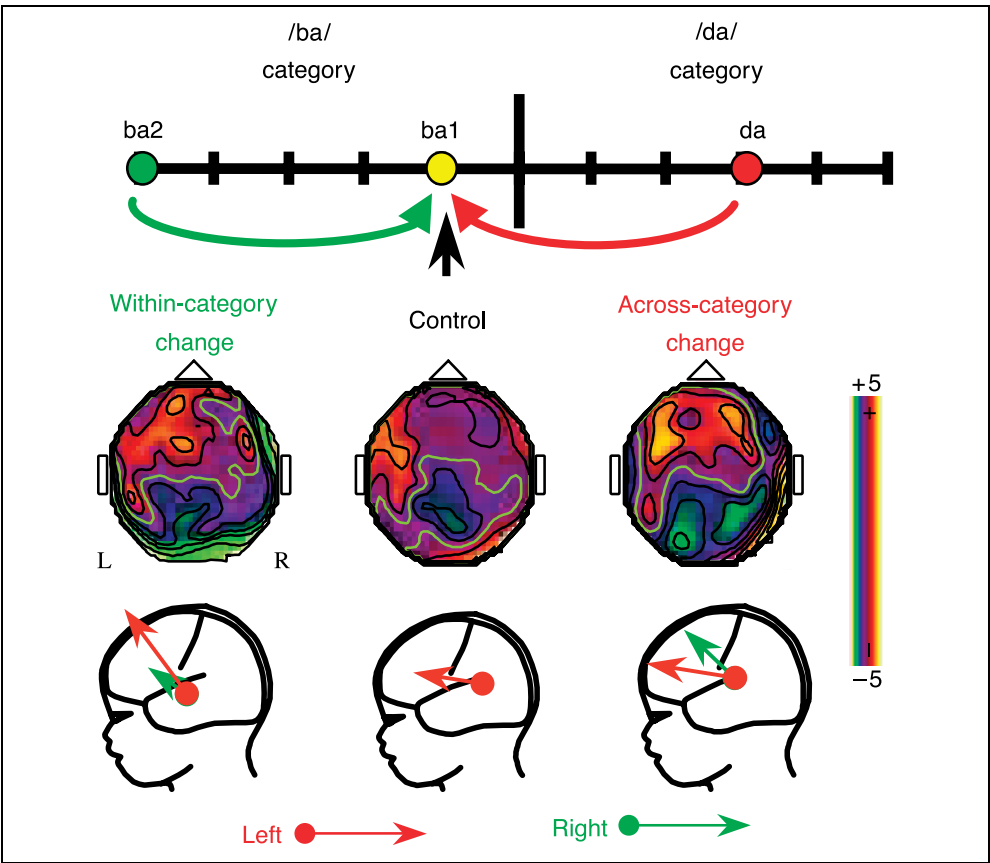 /ba/
category
/da/
category
ba2
ba1
da
Within-category
change
Control
Across-category
change
+5
+
L
R
–
−5
Left
Right